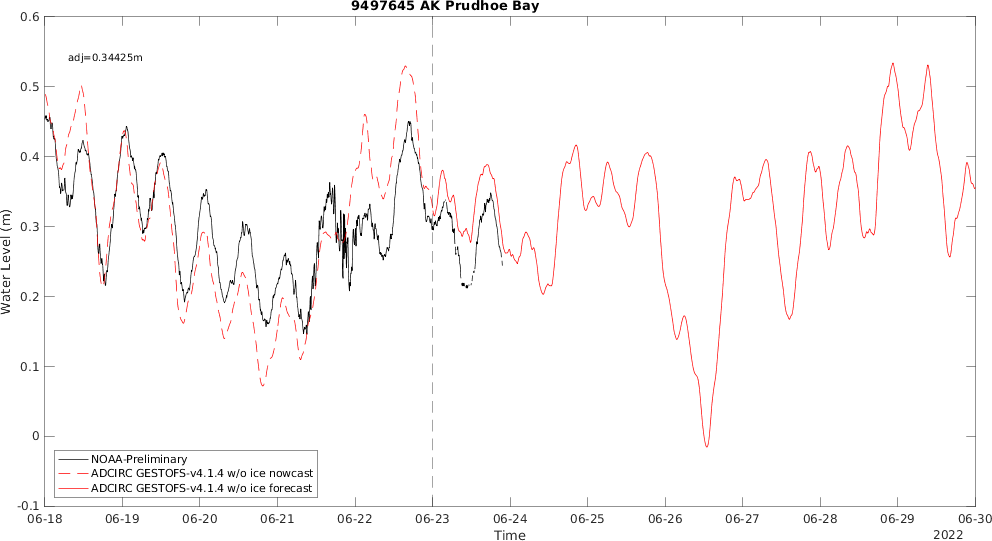 9497645 AK Prudhoe Bay
0.6
adj=0.34425m
0.5
0.4
0.3
0.2
0.1
0
-0.1
Water Level (m)
NOAA-Preliminary
ADCIRC GESTOFS-v4.1.4 w/o ice nowcast
ADCIRC GESTOFS-v4.1.4 w/o ice forecast
06-18 06-19 06-20 06-21 06-22 06-23 06-24 06-25 06-26 06-27 06-28 06-29 06-30
Time
2022